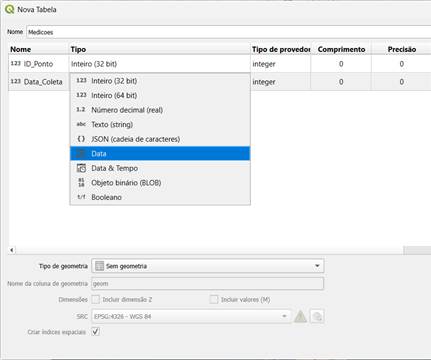 Nova Tabela
Nome Medicoes
Nome Tipo Tipo de provedor Comprimento Precisão
123 ID_Ponto Inteiro (32 bit) integer 0 0
123 Data_Coleta integer 0 0
123 Inteiro (32 bit)
123 Inteiro (64 bit)
1.2 Número decimal (real)
abc Texto (string)
{ } JSON (cadeia de caracteres)
Data
Data & Tempo
Objeto binário (BLOB)
t/f Booleano
Tipo de geometria Sem geometria
Nome da coluna de geometria geom
Dimensões Incluir dimensão Z Incluir valores (M)
SRC EPSG:4326 - WGS 84
Criar índices espaciais